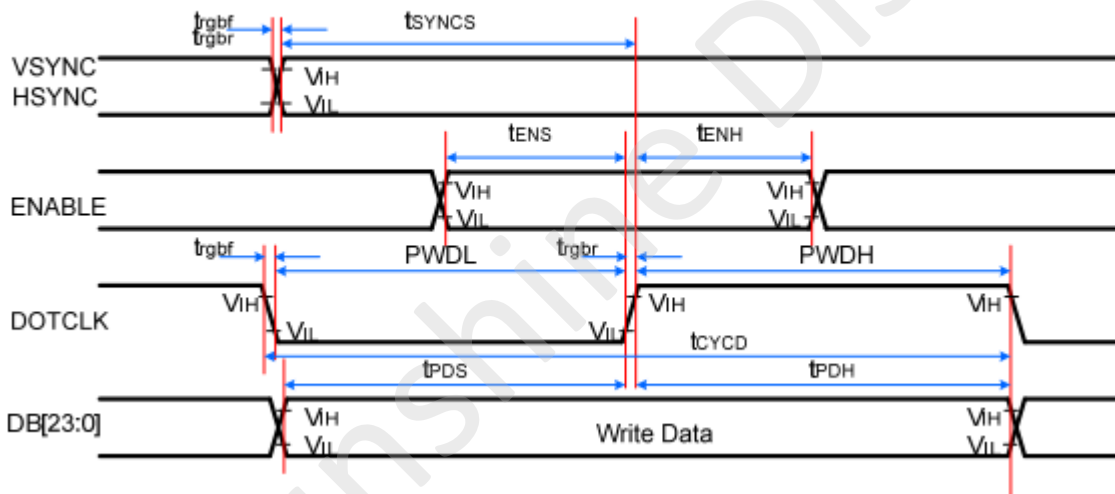 trgbf
trgbr
tSYNCS
VSYNC
HSYNC
VIH
VIL
tENS
tENH
ENABLE
VIH
VIL
VIH
VIL
trgbf
PWDL
trgbr
PWDH
DOTCLK
VIH
VIL
VIL
VIH
VIH
tCYCD
tPDS
tPDH
DB[23:0]
VIH
VIL
Write Data
VIH
VIL